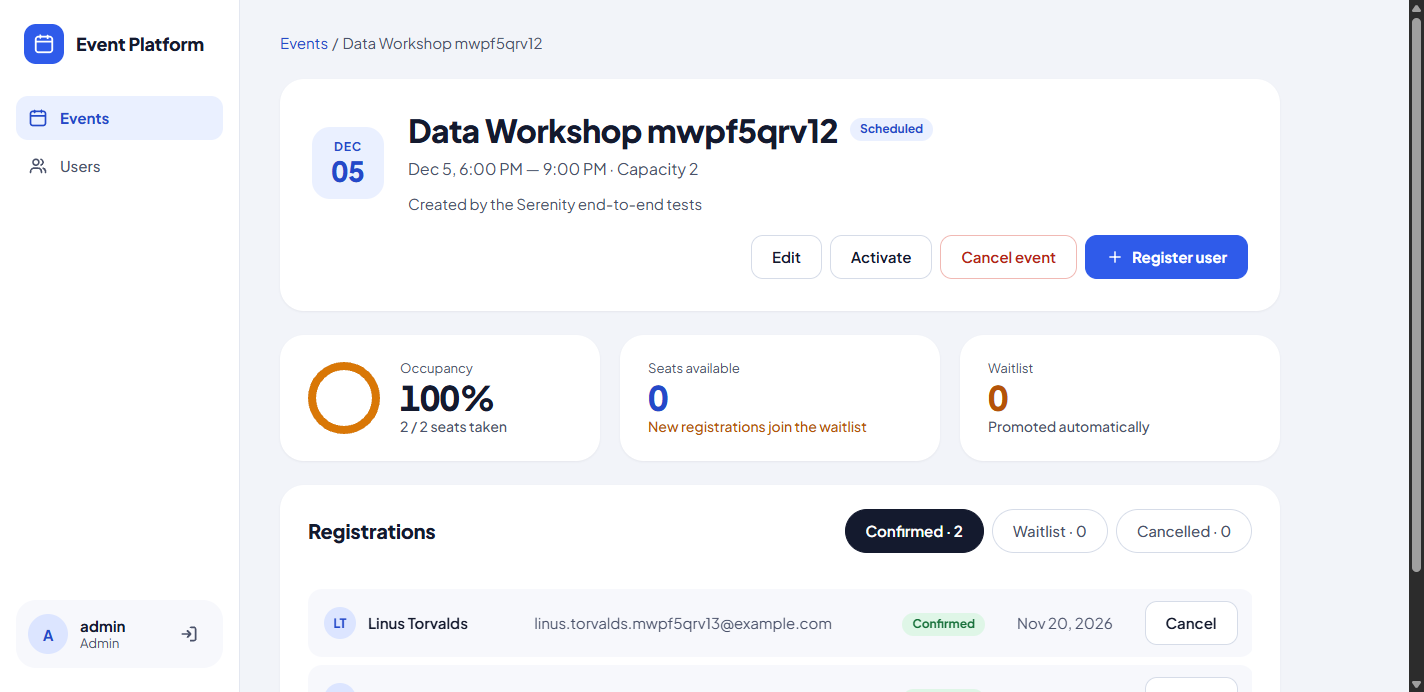 Event Platform
Events
Users
A
admin
Admin
Events / Data Workshop mwpf5qrv12
DEC
05
Data Workshop mwpf5qrv12
Scheduled
Dec 5, 6:00 PM — 9:00 PM · Capacity 2
Created by the Serenity end-to-end tests
Edit
Activate
Cancel event
+ Register user
Occupancy
100%
2 / 2 seats taken
Seats available
0
New registrations join the waitlist
Waitlist
0
Promoted automatically
Registrations
Confirmed · 2
Waitlist · 0
Cancelled · 0
LT
Linus Torvalds
linus.torvalds.mwpf5qrv13@example.com
Confirmed
Nov 20, 2026
Cancel